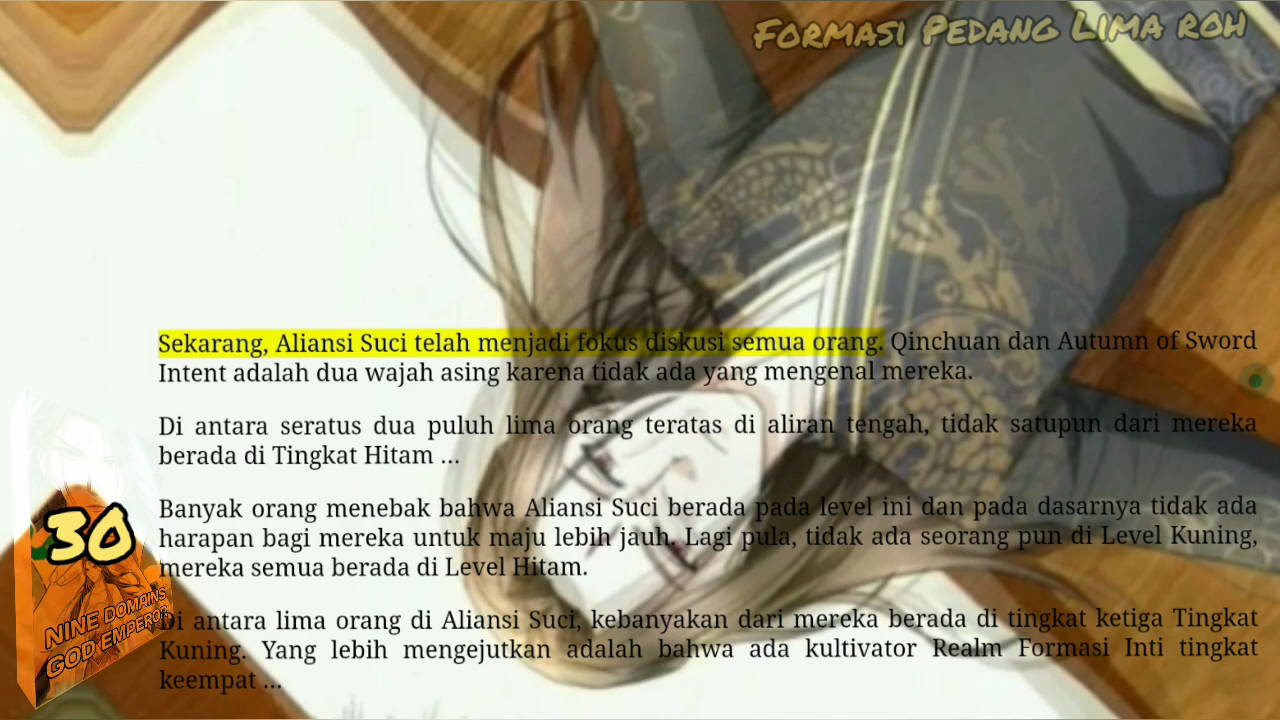 Formasi Pedang Lima roh
Sekarang, Aliansi Suci telah menjadi fokus diskusi semua orang. Qinchuan dan Autumn of Sword
Intent adalah dua wajah asing karena tidak ada yang mengenal mereka.
Di antara seratus dua puluh lima orang teratas di aliran tengah, tidak satupun dari mereka
berada di Tingkat Hitam ...
Banyak orang menebak bahwa Aliansi Suci berada pada level ini dan pada dasarnya tidak ada
harapan bagi mereka untuk maju lebih jauh. Lagi pula, tidak ada seorang pun di Level Kuning,
mereka semua berada di Level Hitam.
Di antara lima orang di Aliansi Suci, kebanyakan dari mereka berada di tingkat ketiga Tingkat
Kuning. Yang lebih mengejutkan adalah bahwa ada kultivator Realm Formasi Inti tingkat
keempat ...
30
NINE DOMAINS
GOD EMPEROR